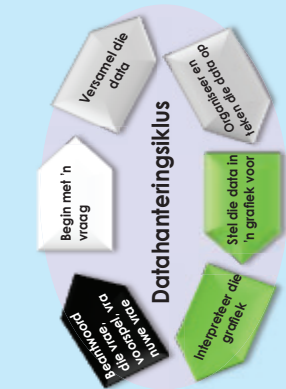 Datahanteringsiklus
Begin met 'n
vraag
Versamel die
data
Organiseer en
teken die data op
Stel die data in
'n grafiek voor
Interpreteer die
grafiek
Beantwoord
die vrae,
voorspel, vra
nuwe vrae